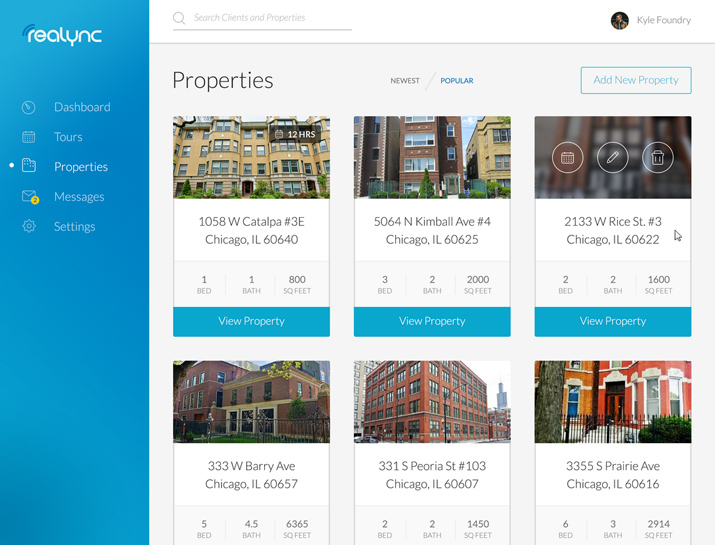 realync
Search Clients and Properties
Kyle Foundry
Properties
NEWEST
POPULAR
Add New Property
Dashboard
Tours
Properties
Messages
2
Settings
12 HRS
1058 W Catalpa #3E
Chicago, IL 60640
1 1 800
BED BATH SQ FEET
View Property
5064 N Kimball Ave #4
Chicago, IL 60625
3 2 2000
BED BATH SQ FEET
View Property
2133 W Rice St. #3
Chicago, IL 60622
2 2 1600
BED BATH SQ FEET
View Property
333 W Barry Ave
Chicago, IL 60657
5 4.5 6365
BED BATH SQ FEET
331 S Peoria St #103
Chicago, IL 60607
2 2 1450
BED BATH SQ FEET
3355 S Prairie Ave
Chicago, IL 60616
6 3 2914
BED BATH SQ FEET